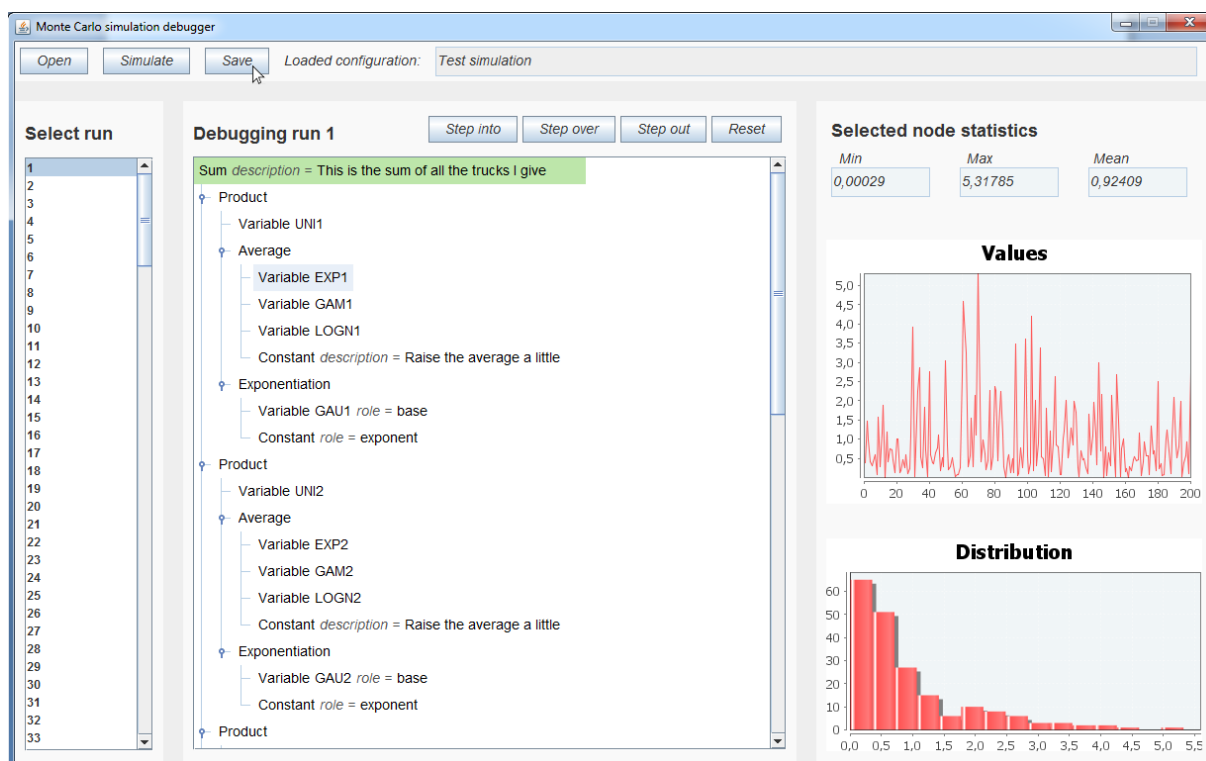 Monte Carlo simulation debugger
Open Simulate Save Loaded configuration: Test simulation
Select run
1
2
3
4
5
6
7
8
9
10
11
12
13
14
15
16
17
18
19
20
21
22
23
24
25
26
27
28
29
30
31
32
33
Debugging run 1
Step into Step over Step out Reset
Sum description = This is the sum of all the trucks I give
Product
Variable UNI1
Average
Variable EXP1
Variable GAM1
Variable LOGN1
Constant description = Raise the average a little
Exponentiation
Variable GAU1 role = base
Constant role = exponent
Product
Variable UNI2
Average
Variable EXP2
Variable GAM2
Variable LOGN2
Constant description = Raise the average a little
Exponentiation
Variable GAU2 role = base
Constant role = exponent
Product
Selected node statistics
Min Max Mean
0,00029 5,31785 0,92409
Values
5,0
4,5
4,0
3,5
3,0
2,5
2,0
1,5
1,0
0,5
0 20 40 60 80 100 120 140 160 180 200
Distribution
60
50
40
30
20
10
0
0,0 0,5 1,0 1,5 2,0 2,5 3,0 3,5 4,0 4,5 5,0 5,5